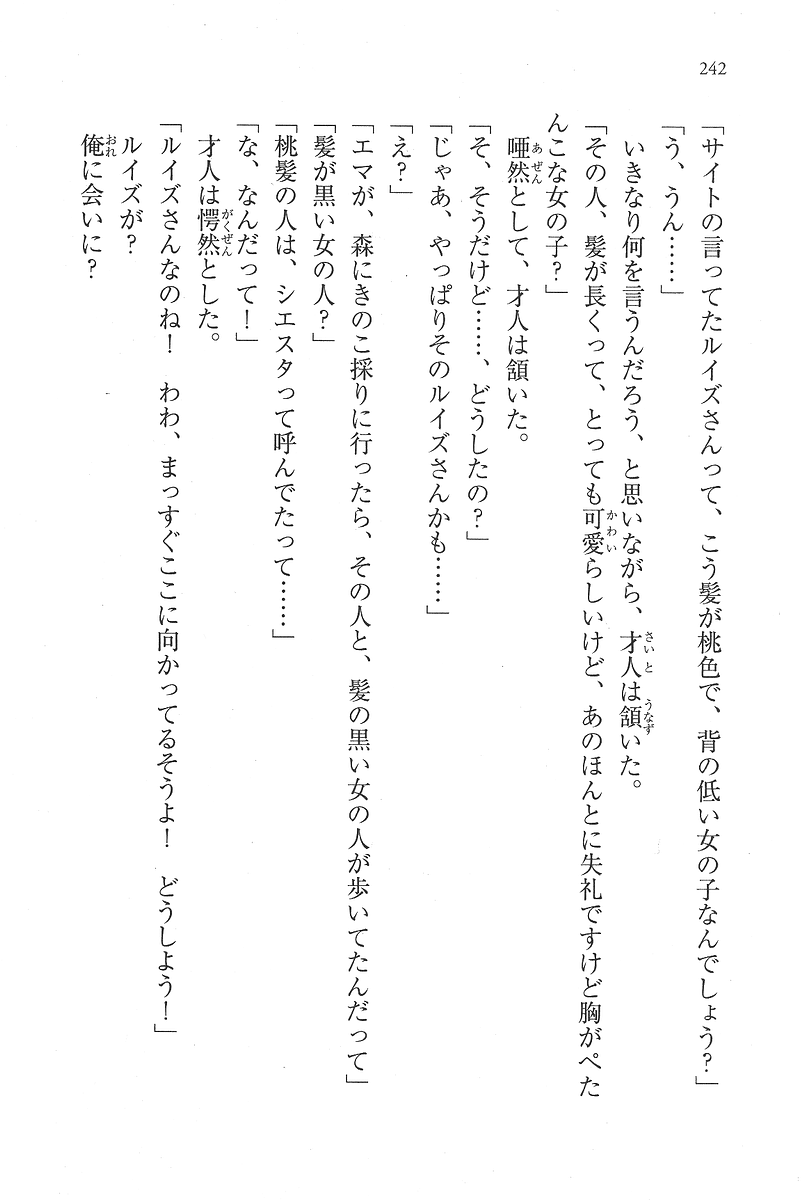 242
「サイトの言ってたルイズさんって、こう髪が桃色で、背の低い女の子なんでしょう？」
「う、うん……」
いきなり何を言うんだろう、と思いながら、才人は頷いた。
「その人、髪が長くって、とっても可愛らしいけど、あのほんとに失礼ですけど胸がぺた
んこな女の子？」
唖然として、才人は頷いた。
「そ、そうだけど……、どうしたの？」
「じゃあ、やっぱりそのルイズさんかも……」
「え？」
「エマが、森にきのこ採りに行ったら、その人と、髪の黒い女の人が歩いてたんだって」
「髪が黒い女の人？」
「桃髪の人は、シエスタって呼んでたって……」
「な、なんだって！」
才人は愕然とした。
「ルイズさんなのね！　わわ、まっすぐここに向かってるそうよ！　どうしよう！」
ルイズが？
俺に会いに？